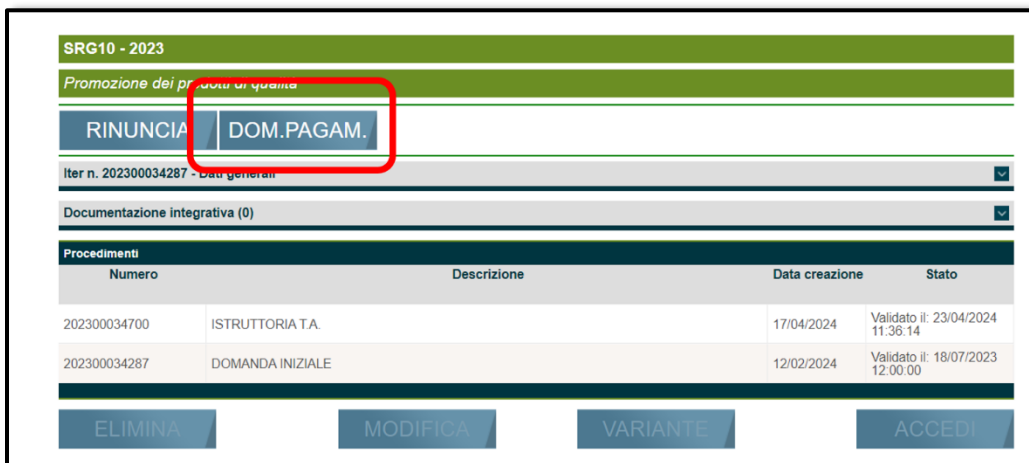 SRG10 - 2023
Promozione dei prodotti di qualità
RINUNCIA DOM.PAGAM.
Iter n. 202300034287 - Dati generali
Documentazione integrativa (0)
Procedimenti
Numero Descrizione Data creazione Stato
202300034700 ISTRUTTORIA T.A. 17/04/2024 Validato il: 23/04/2024
11:36:14
202300034287 DOMANDA INIZIALE 12/02/2024 Validato il: 18/07/2023
12:00:00
ELIMINA MODIFICA VARIANTE ACCEDI